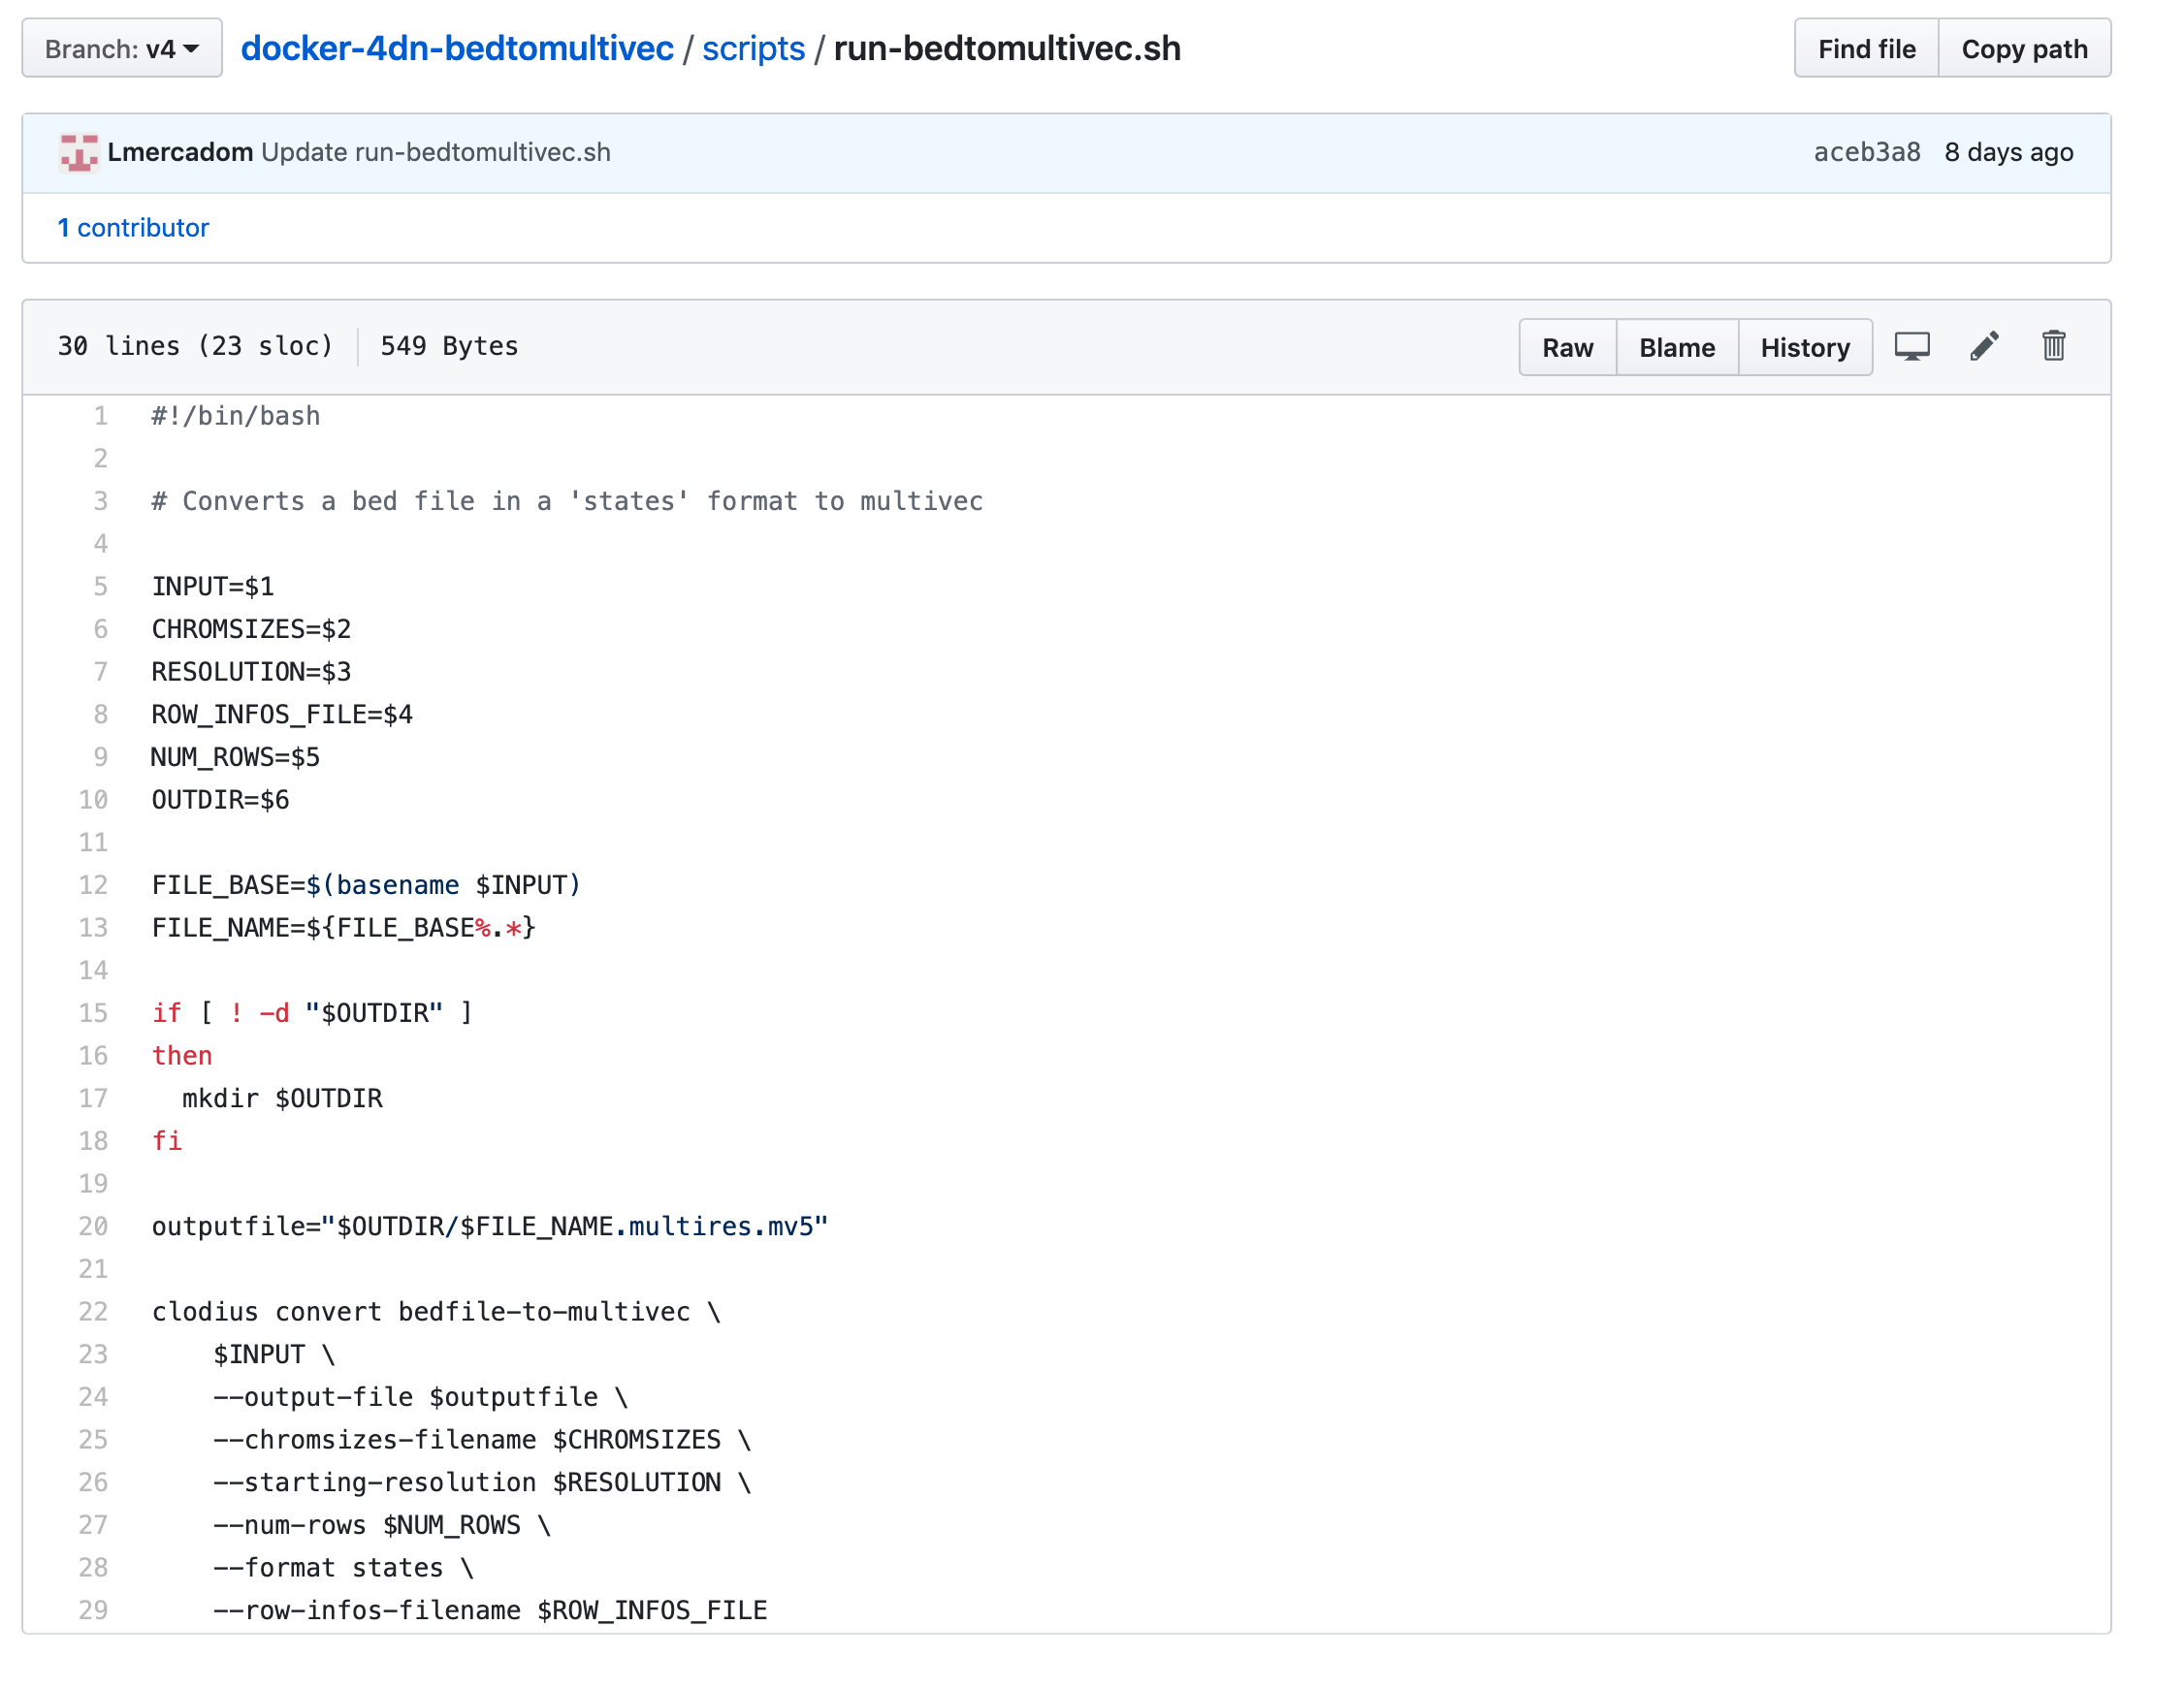 Branch: v4 docker-4dn-bedtomultivec / scripts / run-bedtomultivec.sh Find file Copy path
Lmercadom Update run-bedtomultivec.sh aceb3a8 8 days ago
1 contributor
30 lines (23 sloc) 549 Bytes Raw Blame History
1 #!/bin/bash
2
3 # Converts a bed file in a 'states' format to multivec
4
5 INPUT=$1
6 CHROMSIZES=$2
7 RESOLUTION=$3
8 ROW_INFOS_FILE=$4
9 NUM_ROWS=$5
10 OUTDIR=$6
11
12 FILE_BASE=$(basename $INPUT)
13 FILE_NAME=${FILE_BASE%.*}
14
15 if [ ! -d "$OUTDIR" ]
16 then
17   mkdir $OUTDIR
18 fi
19
20 outputfile="$OUTDIR/$FILE_NAME.multires.mv5"
21
22 clodius convert bedfile-to-multivec \
23     $INPUT \
24     --output-file $outputfile \
25     --chromsizes-filename $CHROMSIZES \
26     --starting-resolution $RESOLUTION \
27     --num-rows $NUM_ROWS \
28     --format states \
29     --row-infos-filename $ROW_INFOS_FILE